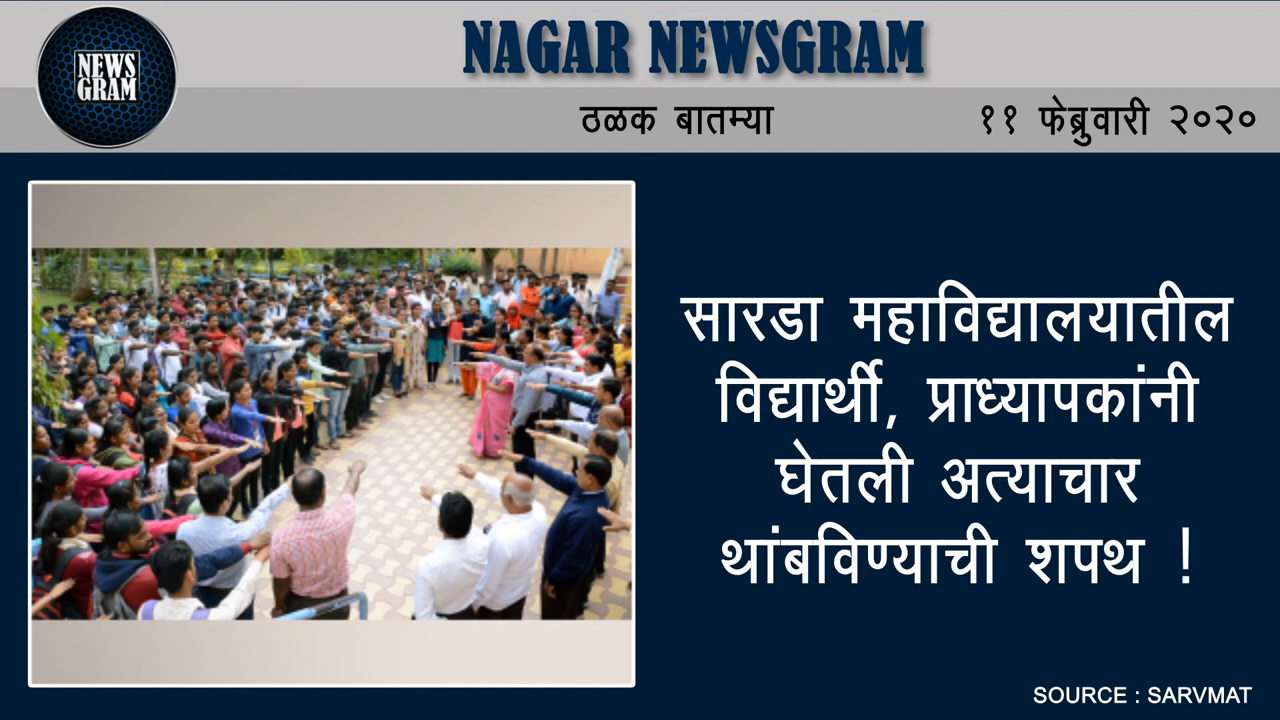 NEWS
GRAM
NAGAR NEWSGRAM
ठळक बातम्या
११ फेब्रुवारी २०२०
सारडा महाविद्यालयातील
विद्यार्थी, प्राध्यापकांनी
घेतली अत्याचार
थांबविण्याची शपथ !
SOURCE : SARVMAT